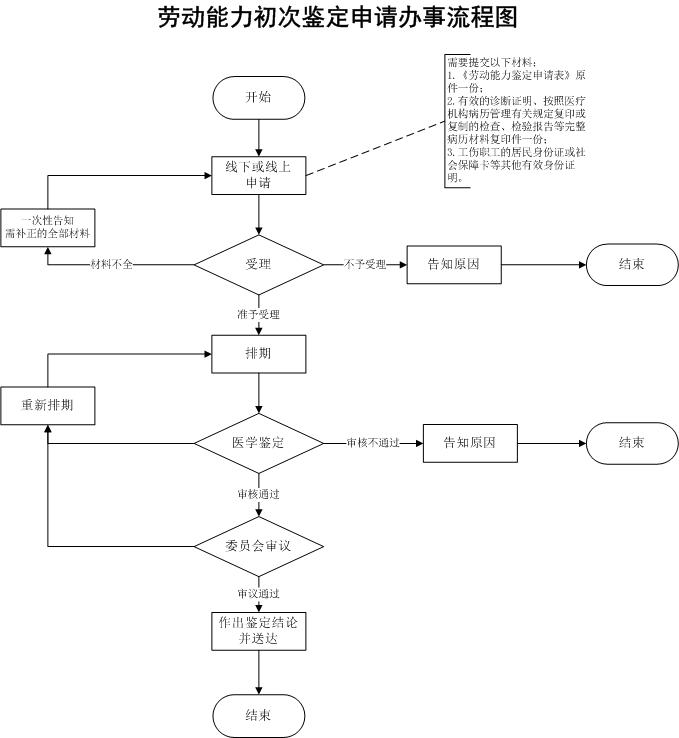 劳动能力初次鉴定申请办事流程图
需要提交以下材料：
1.《劳动能力鉴定申请表》原
件一份；
2.有效的诊断证明、按照医疗
机构病历管理有关规定复印或
复制的检查、检验报告等完整
病历材料复印件一份；
3.工伤职工的居民身份证或社
会保障卡等其他有效身份证
明。
开始
线下或线上
申请
一次性告知
需补正的全部材料
材料不全
受理
不予受理
告知原因
结束
准予受理
排期
重新排期
医学鉴定
审核不通过
告知原因
结束
审核通过
委员会审议
审议通过
作出鉴定结论
并送达
结束